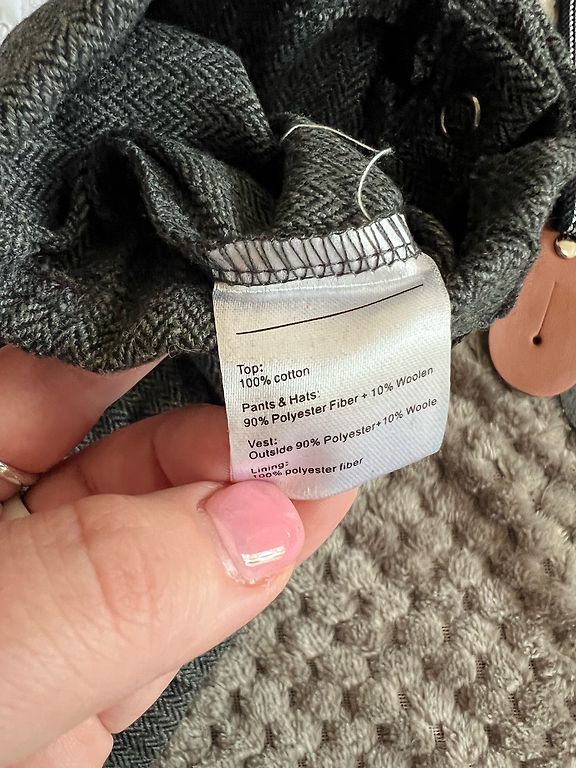 Top:
100% cotton
Pants & Hats:
90% Polyester Fiber + 10% Woolen
Vest:
Outside 90% Polyester+10% Woole
Lining:
100% polyester fiber